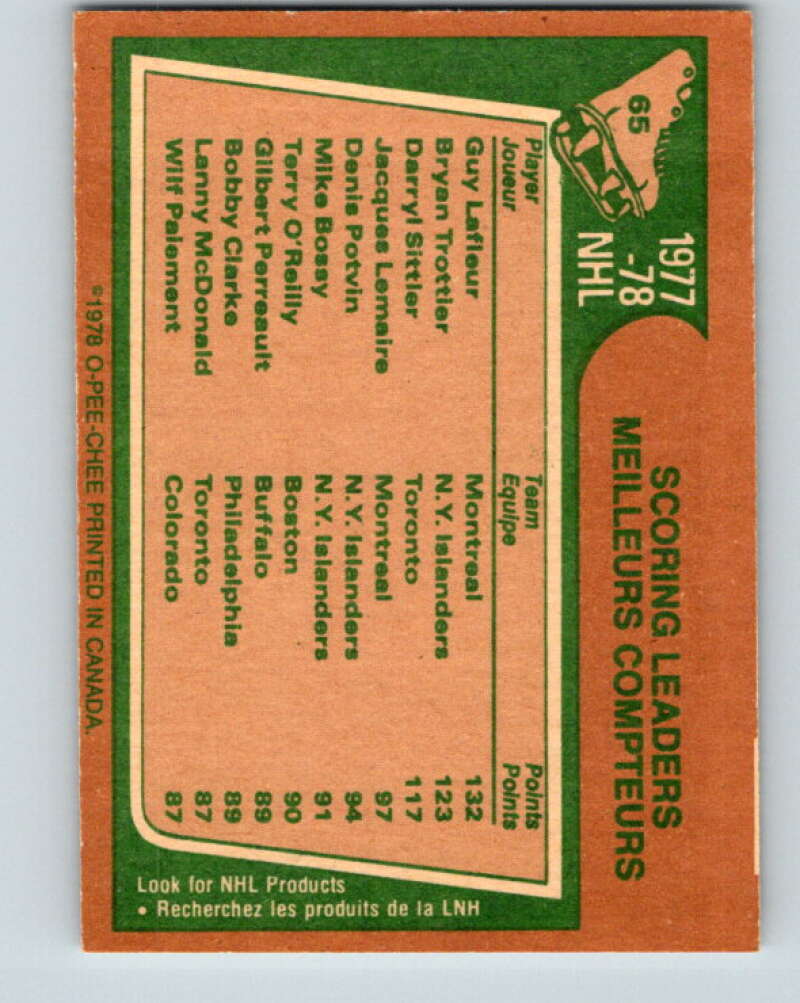 65
1977
-78
NHL
SCORING LEADERS
MEILLEURS COMPTEURS
Player Team Points
Joueur Equipe Points
Guy Lafleur Montreal 132
Bryan Trottier N.Y. Islanders 123
Darryl Sittler Toronto 117
Jacques Lemaire Montreal 97
Denis Potvin N.Y. Islanders 94
Mike Bossy N.Y. Islanders 91
Terry O'Reilly Boston 90
Gilbert Perreault Buffalo 89
Bobby Clarke Philadelphia 89
Lanny McDonald Toronto 87
Wilf Paiement Colorado 87
©1978 O-PEE-CHEE PRINTED IN CANADA.
Look for NHL Products
• Recherchez les produits de la LNH